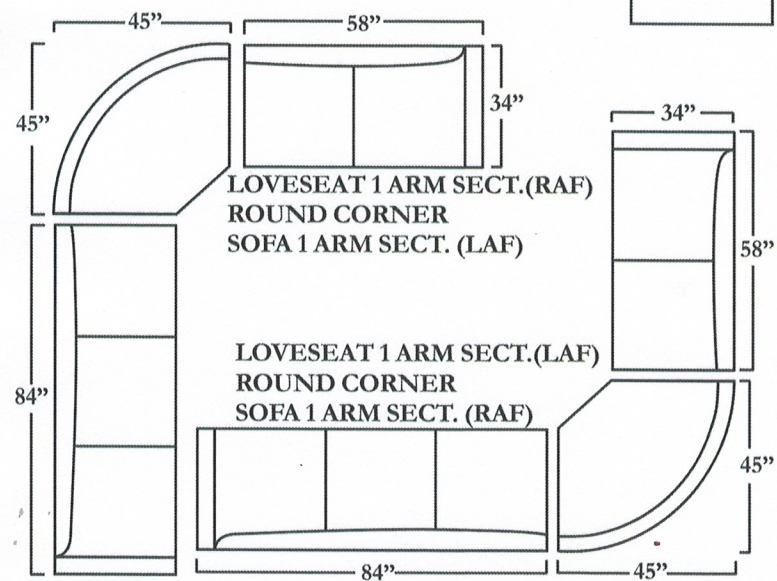 45”
58”
45”
34”
34”
LOVESEAT 1 ARM SECT.(RAF)
ROUND CORNER
SOFA 1 ARM SECT. (LAF)
58”
LOVESEAT 1 ARM SECT.(LAF)
ROUND CORNER
SOFA 1 ARM SECT. (RAF)
84”
45”
84”
45”